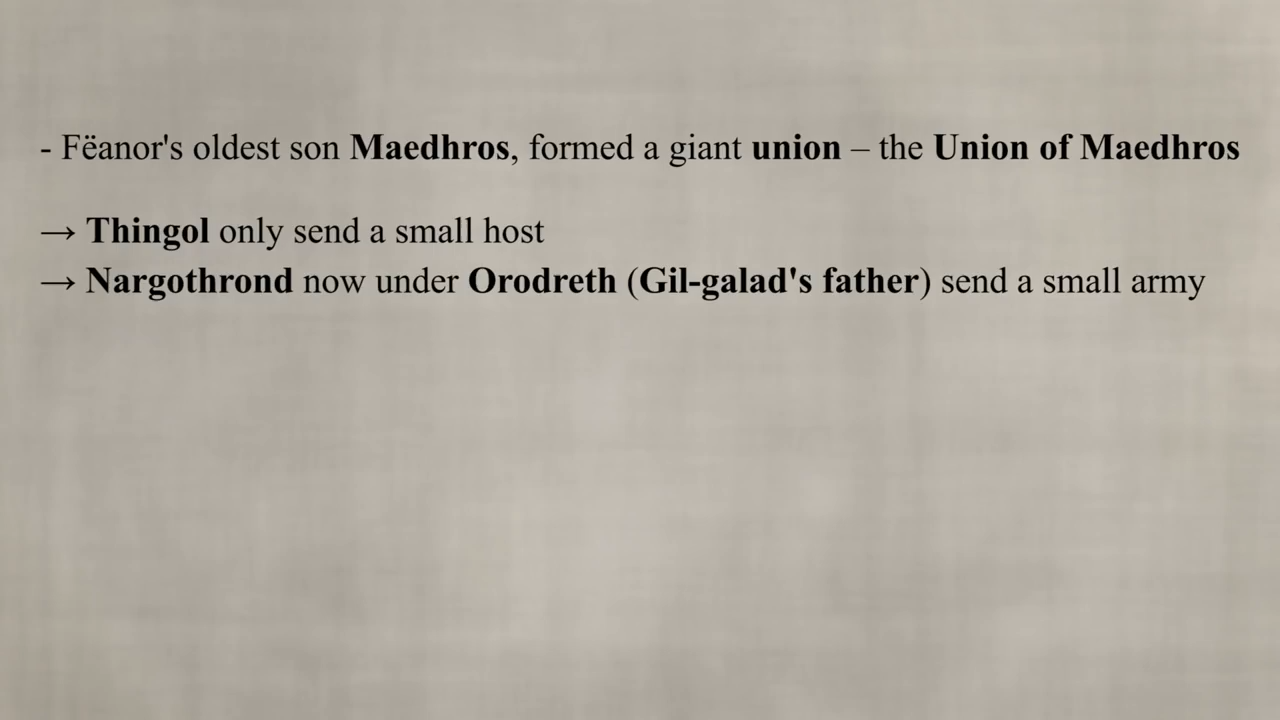 - Fëanor's oldest son Maedhros, formed a giant union – the Union of Maedhros
→ Thingol only send a small host
→ Nargothrond now under Orodreth (Gil-galad's father) send a small army